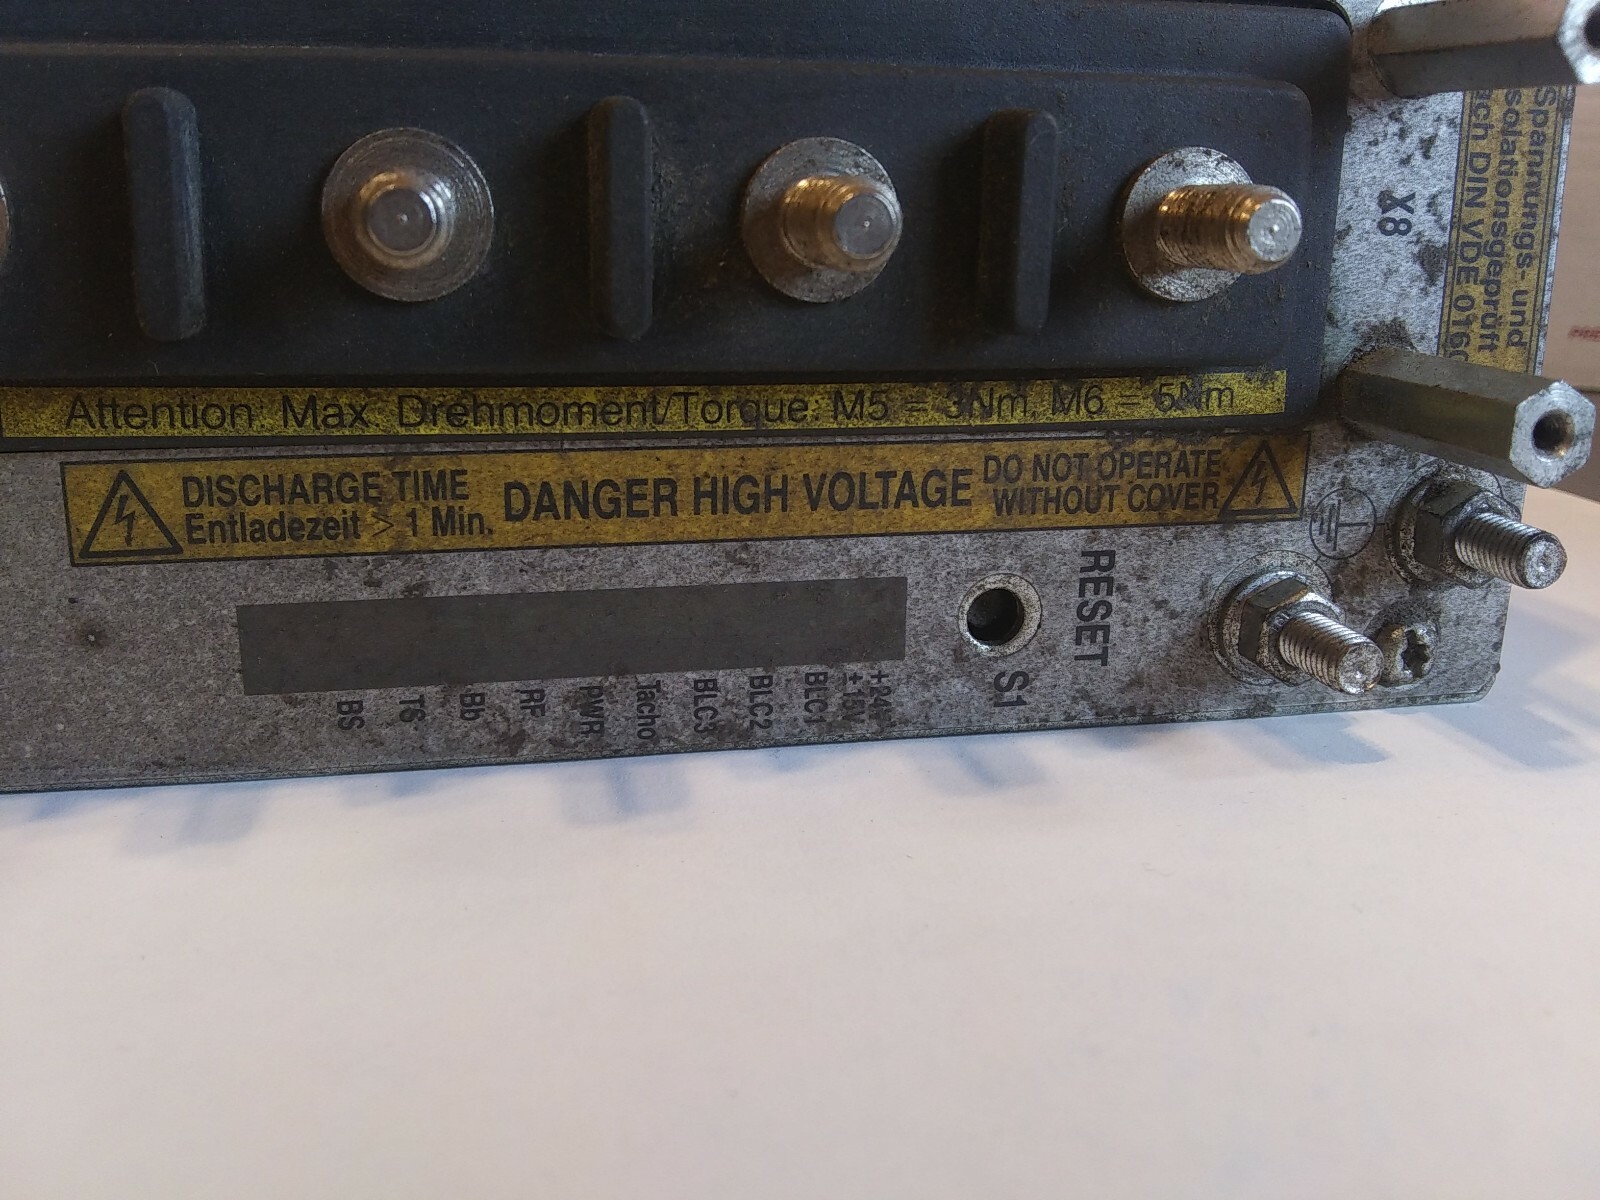 Spannungs- und
solationsgeprüft
ach DIN VDE 0160
X8
Attention: Max. Drehmoment/Torque: M5 = 3Nm, M6 = 5Nm
DISCHARGE TIME
Entladezeit > 1 Min.
DANGER HIGH VOLTAGE
DO NOT OPERATE
WITHOUT COVER
RESET
S1
+24
±15V
BLC1
BLC2
BLC3
Tacho
PWR
RF
Bb
TS
BS